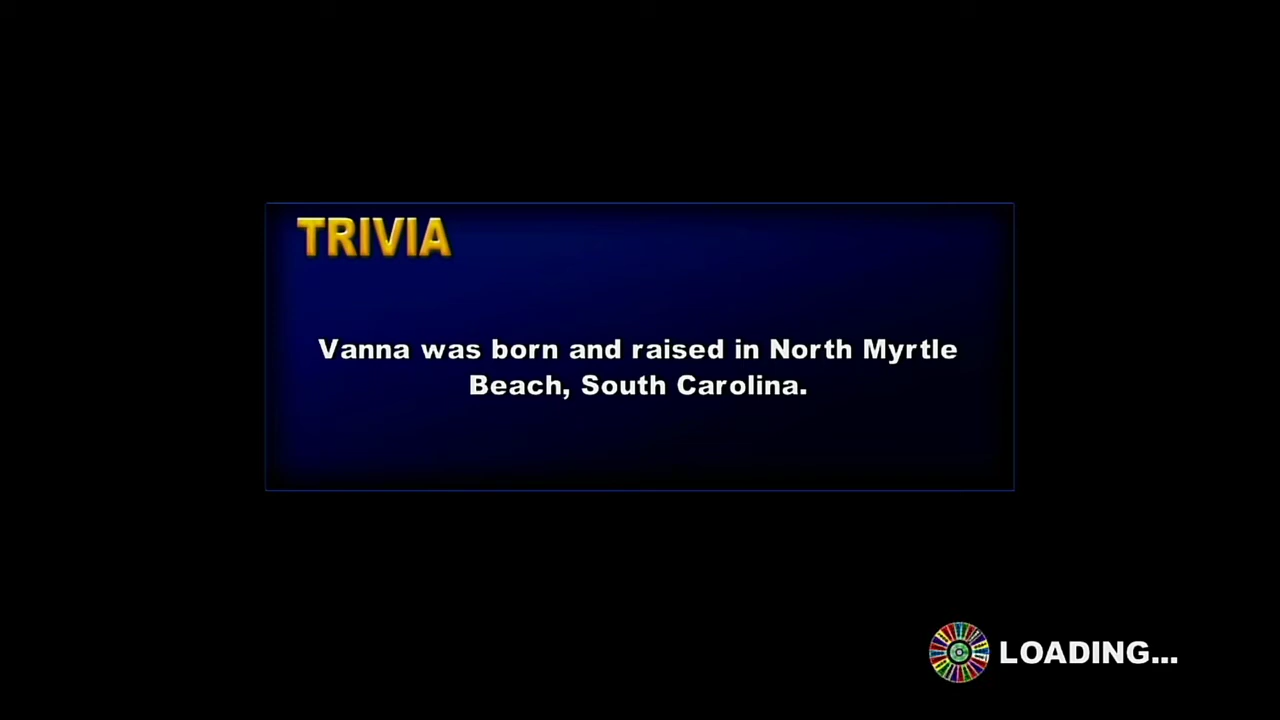 TRIVIA
Vanna was born and raised in North Myrtle
Beach, South Carolina.
LOADING...